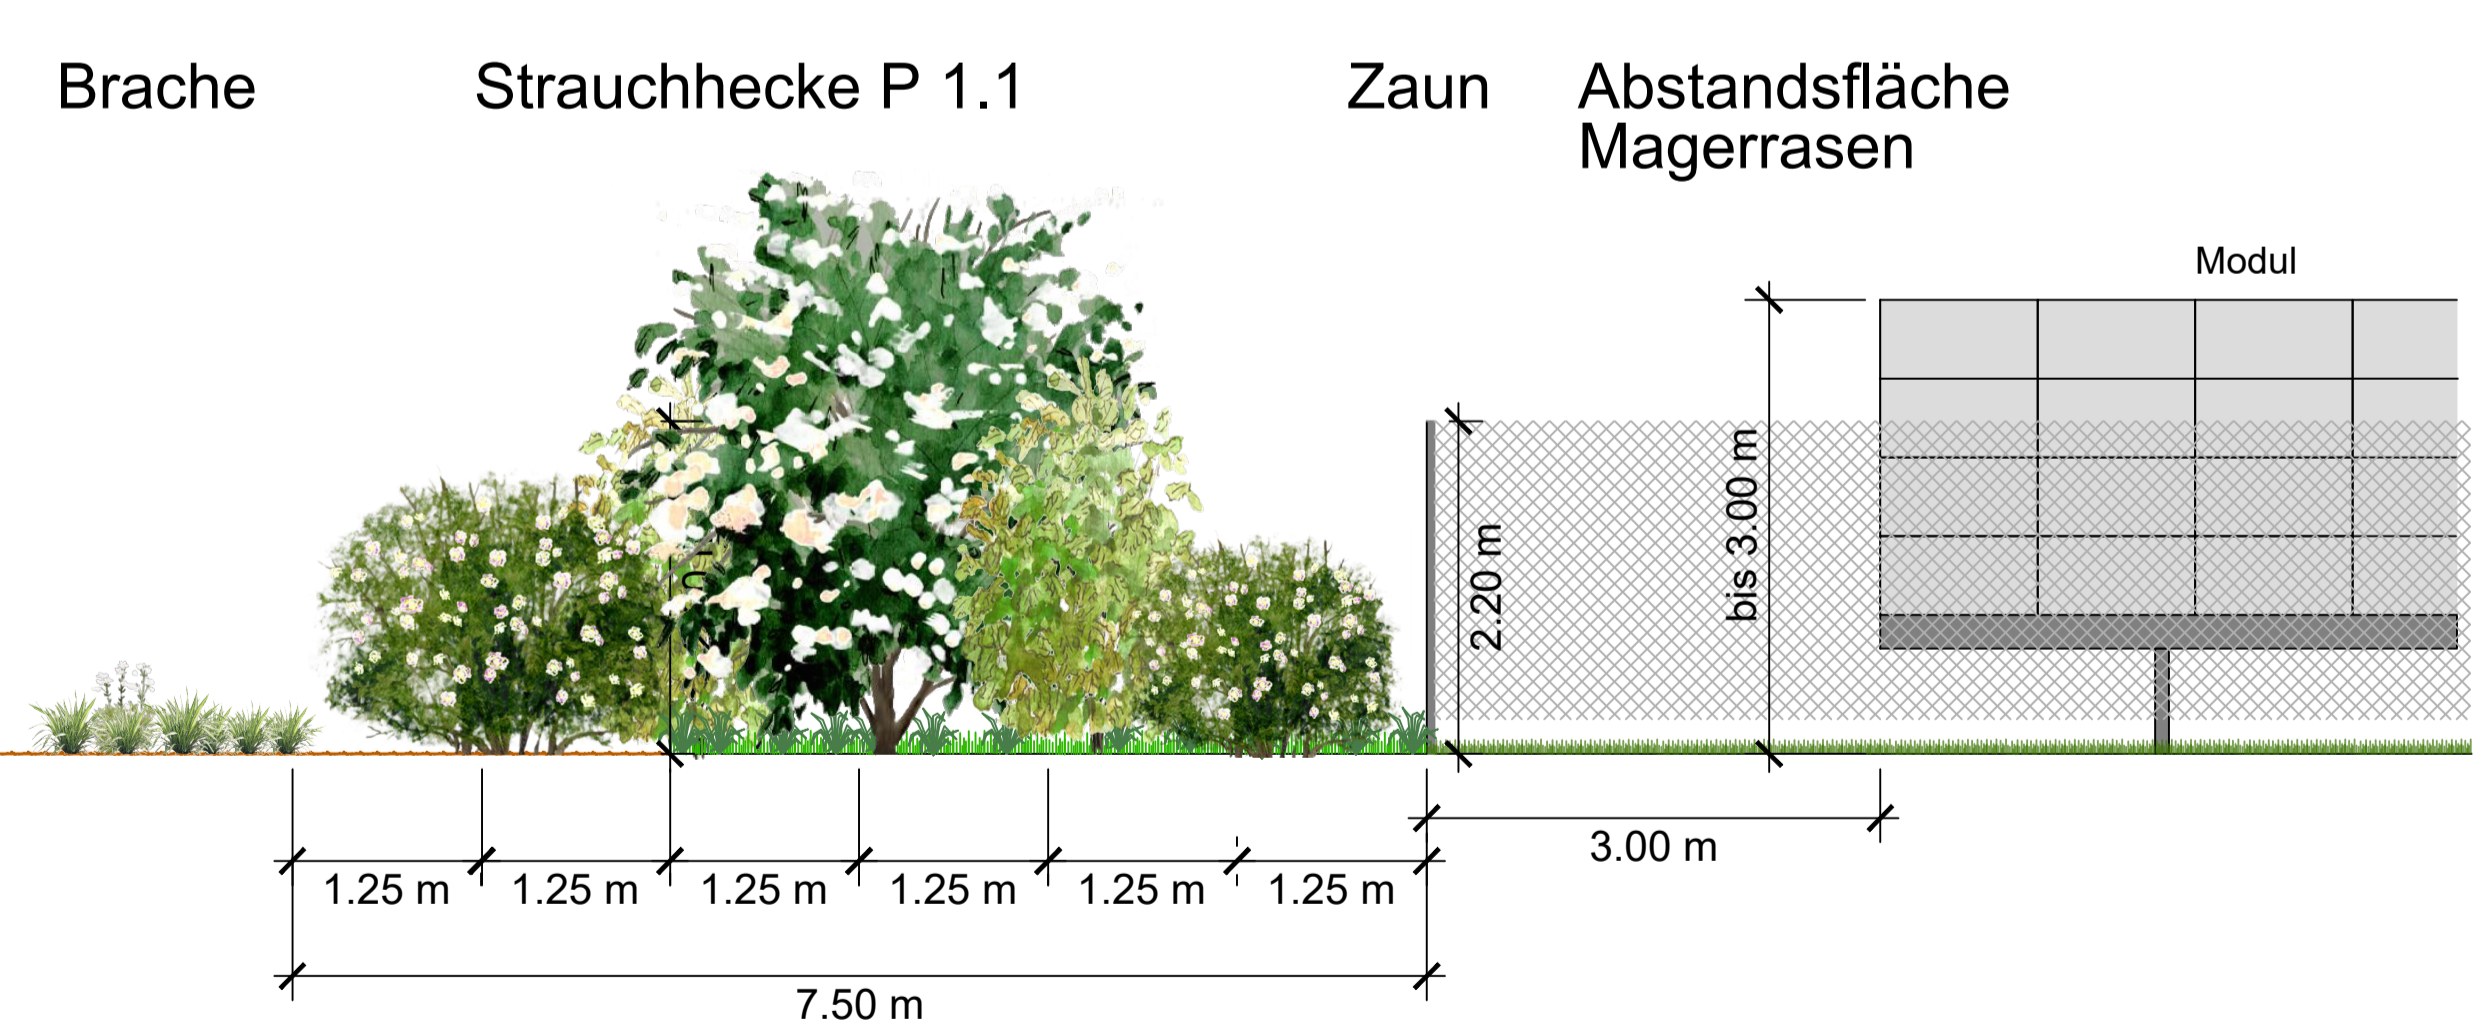 Brache
Strauchhecke P 1.1
Zaun
Abstandsfläche
Magerrasen
Modul
2.20 m
bis 3.00 m
3.00 m
1.25 m
1.25 m
1.25 m
1.25 m
1.25 m
1.25 m
7.50 m